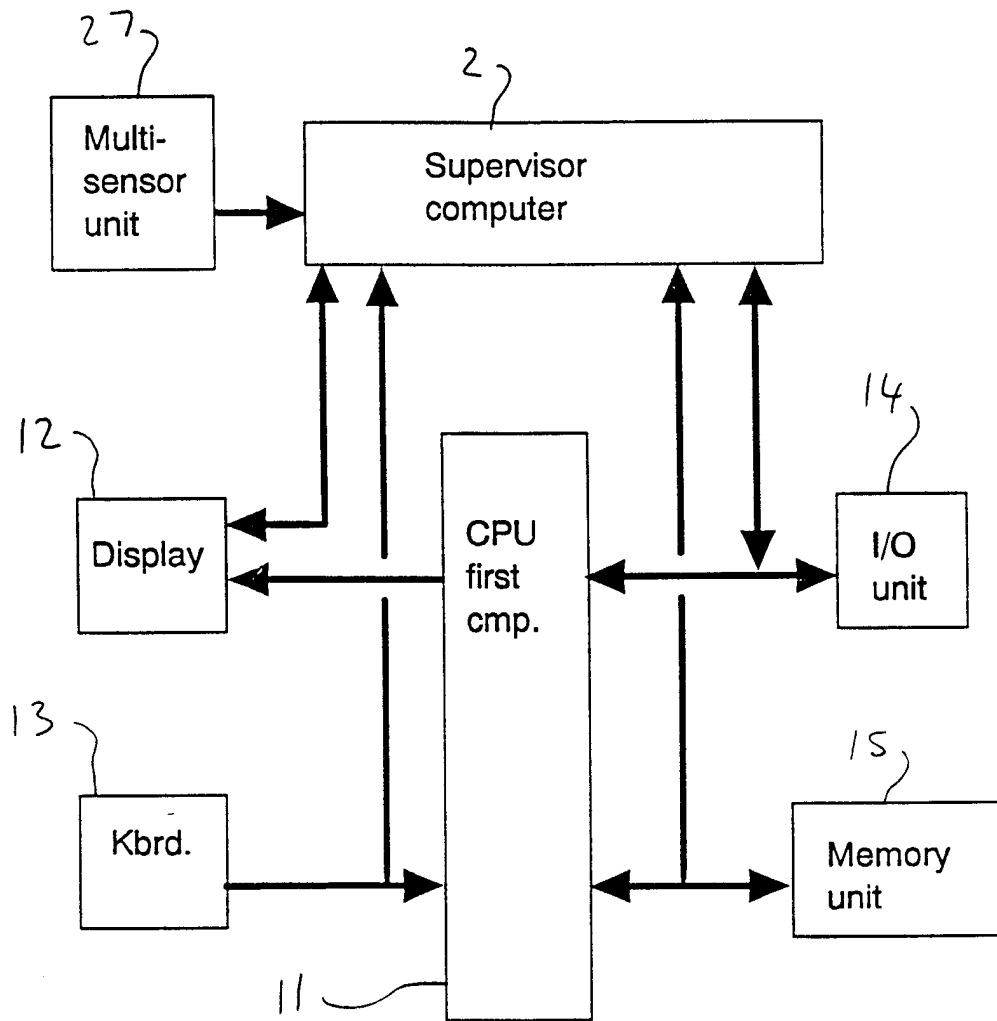 27
2
Multi-
sensor
unit
Supervisor
computer
12
14
Display
CPU
first
cmp.
I/O
unit
13
15
Kbrd.
Memory
unit
11